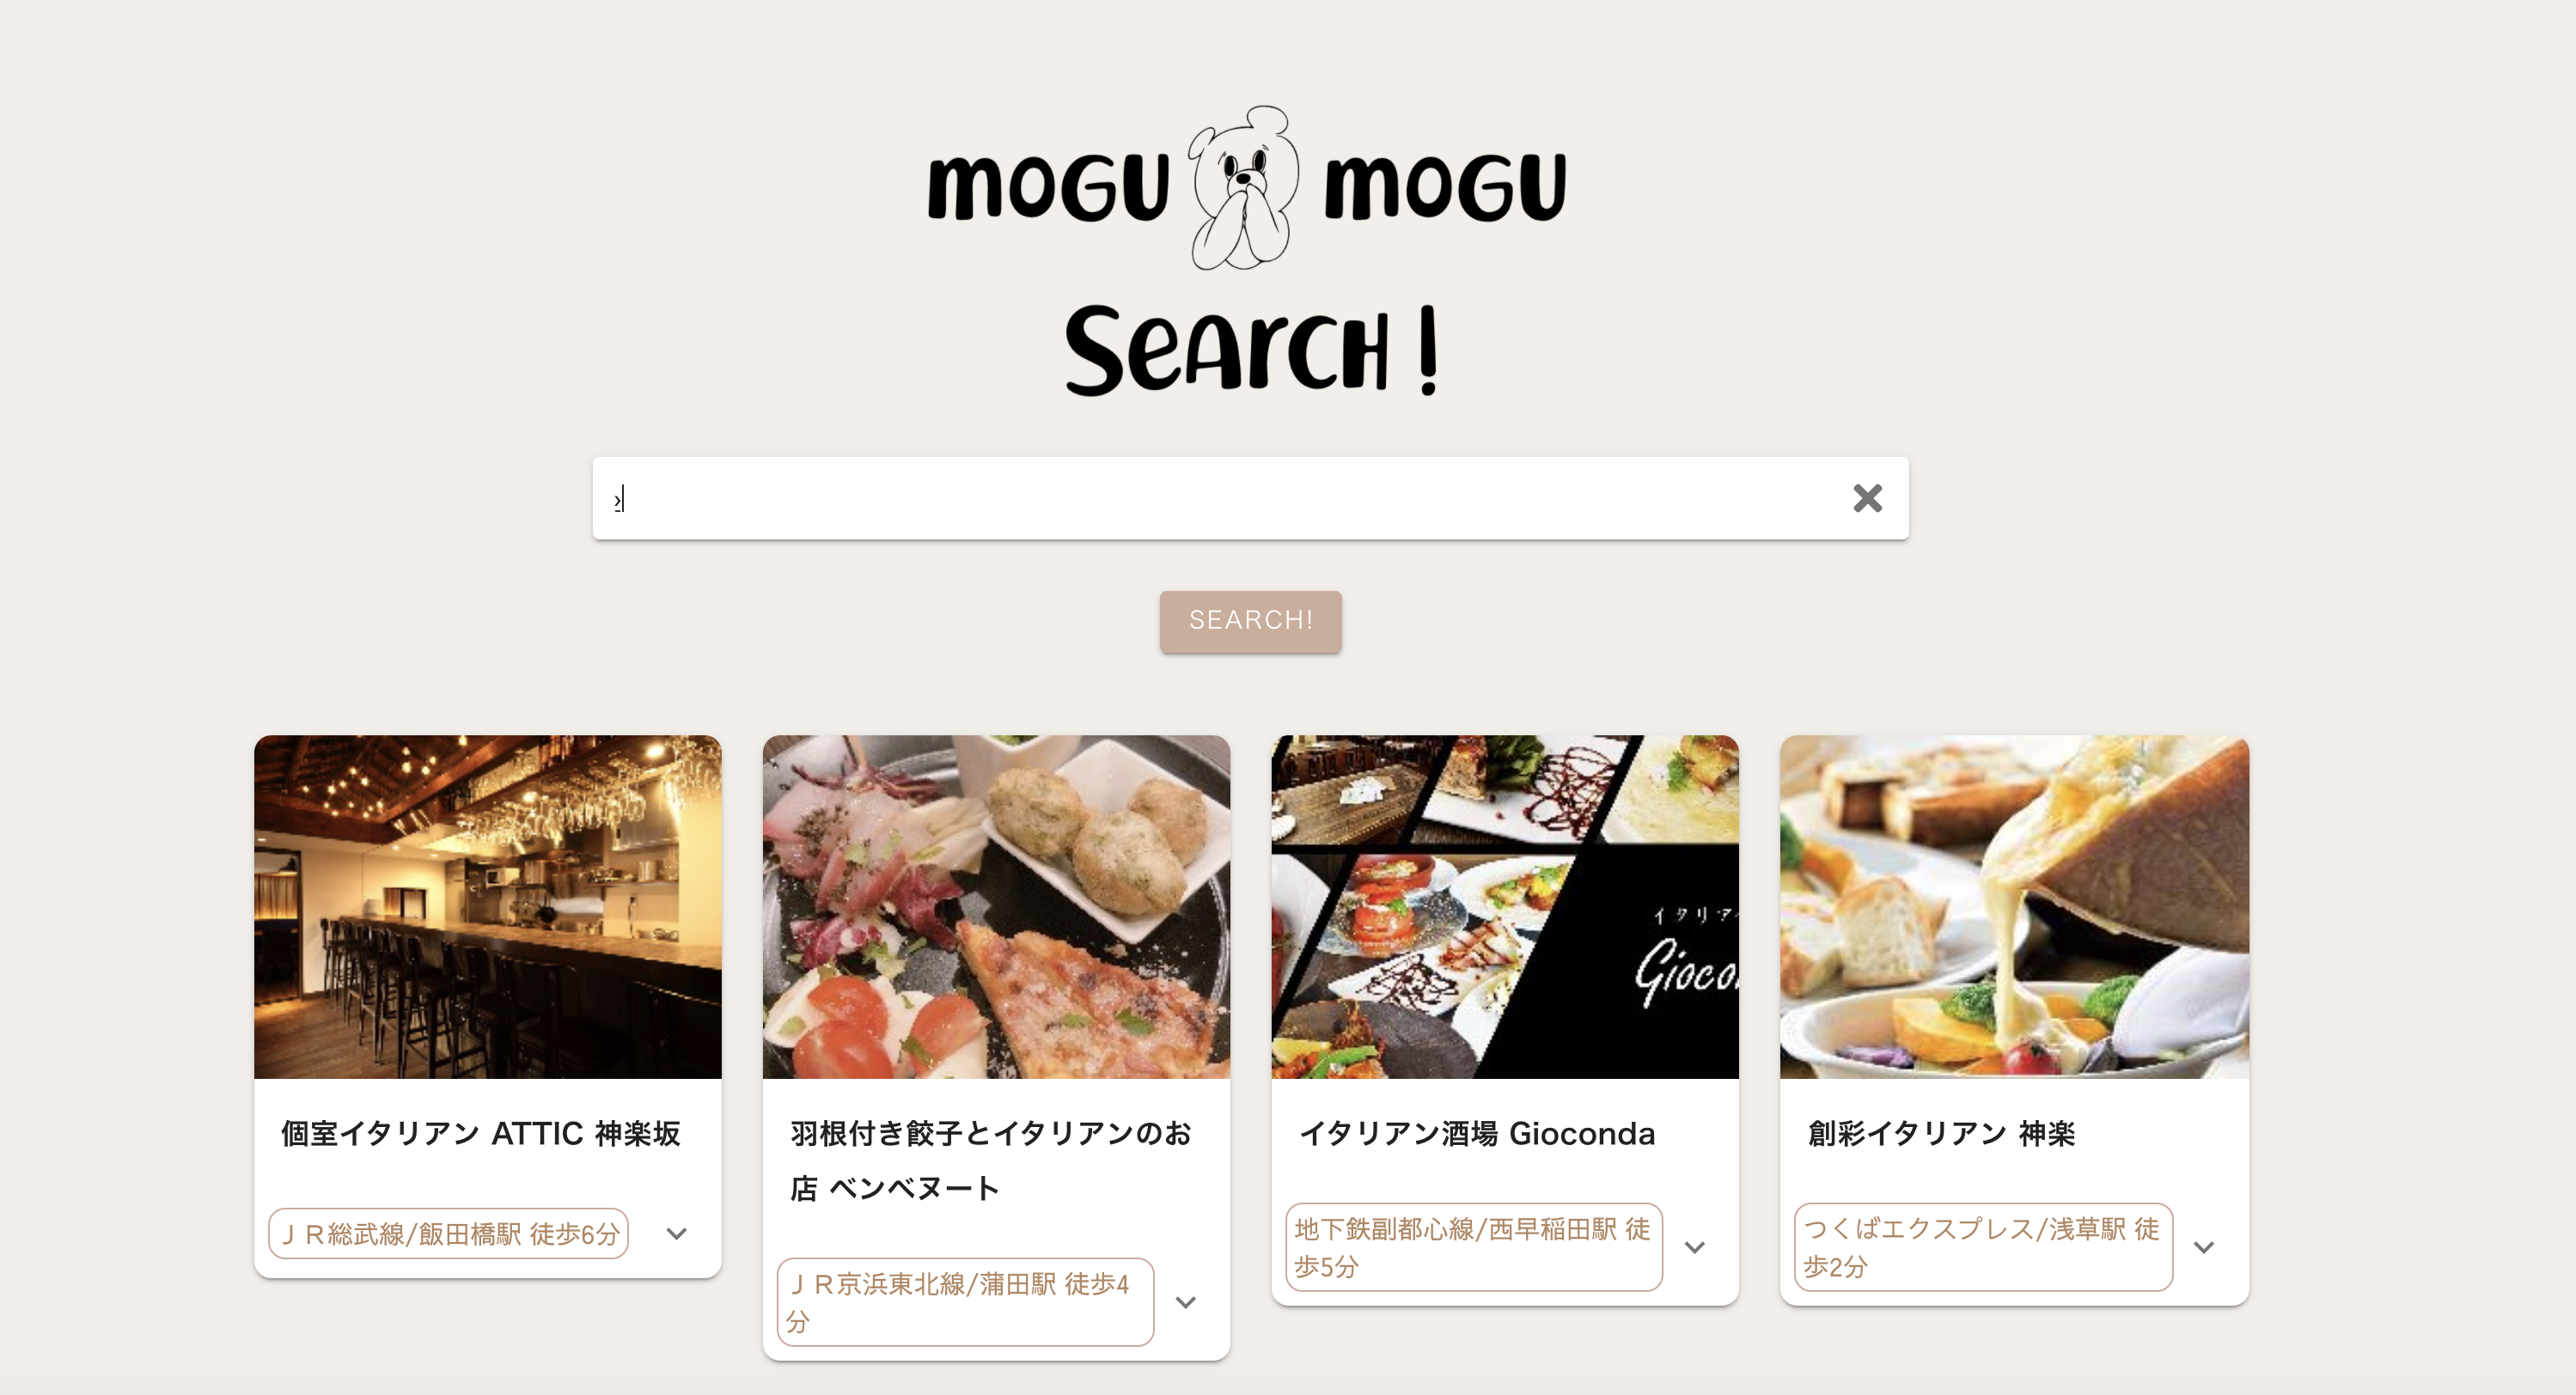 moGU moGU
SeArCH !
›
SEARCH!
イタリア
Gioco
個室イタリアン ATTIC 神楽坂
ＪＲ総武線/飯田橋駅 徒歩6分
羽根付き餃子とイタリアンのお
店 ベンベヌート
ＪＲ京浜東北線/蒲田駅 徒歩4
分
イタリアン酒場 Gioconda
地下鉄副都心線/西早稲田駅 徒
歩5分
創彩イタリアン 神楽
つくばエクスプレス/浅草駅 徒
歩2分